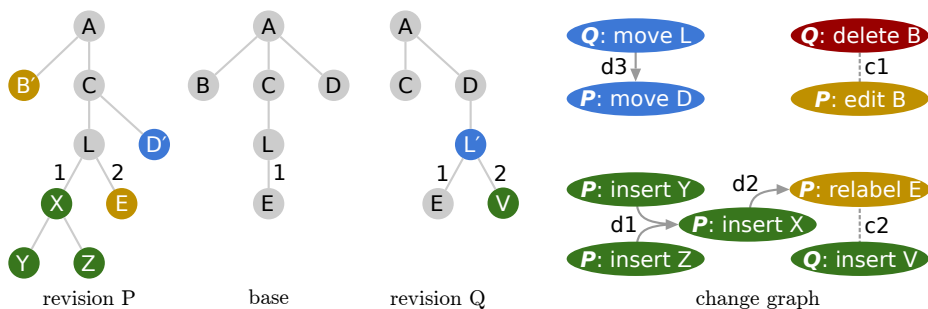 A
B′
C
L
D′
1
2
X
E
Y
Z
revision P
A
B
C
D
L
1
E
base
A
C
D
L′
1
2
E
V
revision Q
Q: move L
d3
P: move D
Q: delete B
c1
P: edit B
P: insert Y
d2
P: relabel E
d1
P: insert X
c2
P: insert Z
Q: insert V
change graph